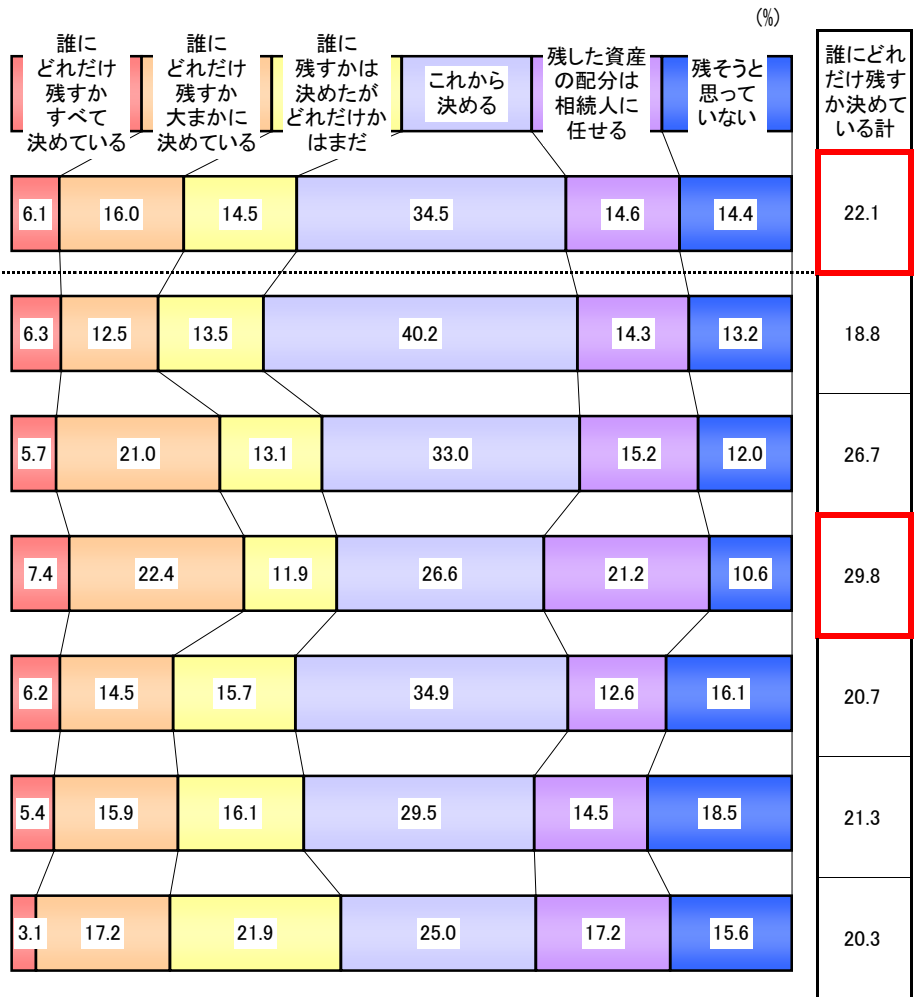 (%)
誰に
どれだけ
残すか
すべて
決めている
誰に
どれだけ
残すか
大まかに
決めている
誰に
残すかは
決めたが
どれだけか
はまだ
これから
決める
残した資産
の配分は
相続人に
任せる
残そうと
思って
いない
誰にどれ
だけ残す
か決めて
いる計
6.1 16.0 14.5 34.5 14.6 14.4 22.1
6.3 12.5 13.5 40.2 14.3 13.2 18.8
5.7 21.0 13.1 33.0 15.2 12.0 26.7
7.4 22.4 11.9 26.6 21.2 10.6 29.8
6.2 14.5 15.7 34.9 12.6 16.1 20.7
5.4 15.9 16.1 29.5 14.5 18.5 21.3
3.1 17.2 21.9 25.0 17.2 15.6 20.3